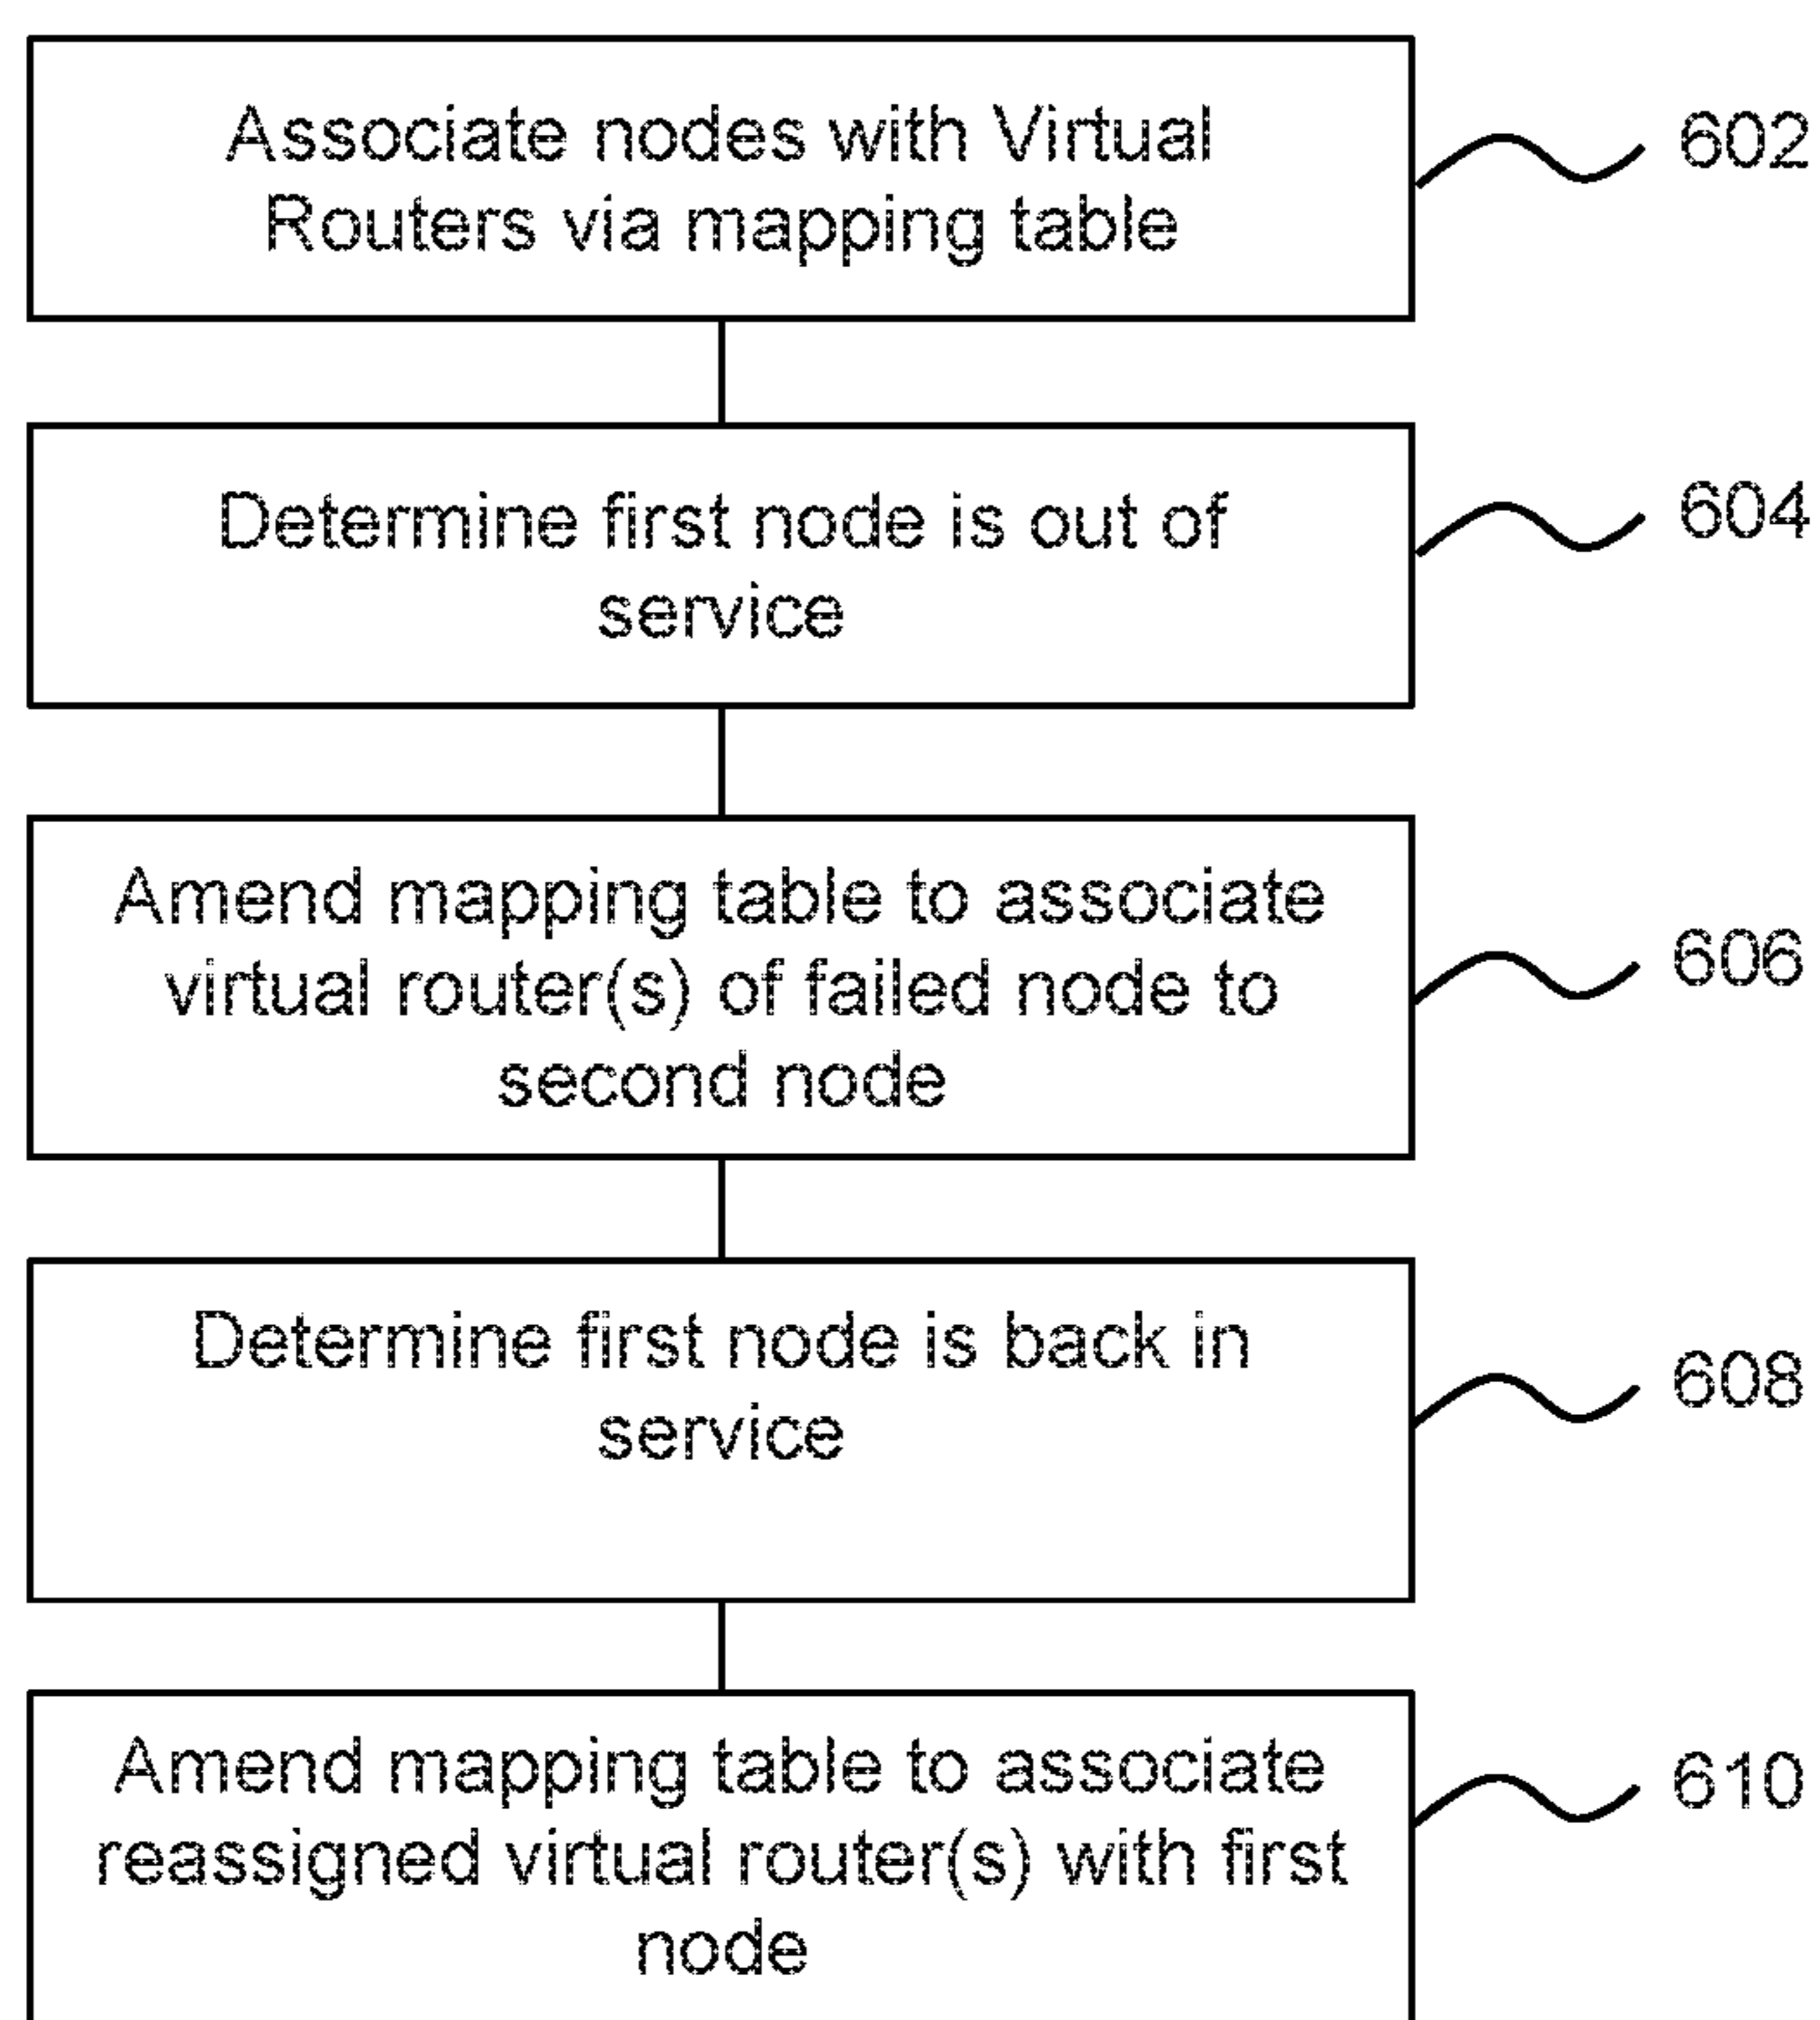 Associate nodes with Virtual
Routers via mapping table
602
Determine first node is out of
service
604
Amend mapping table to associate
virtual router(s) of failed node to
second node
606
Determine first node is back in
service
608
Amend mapping table to associate
reassigned virtual router(s) with first
node
610